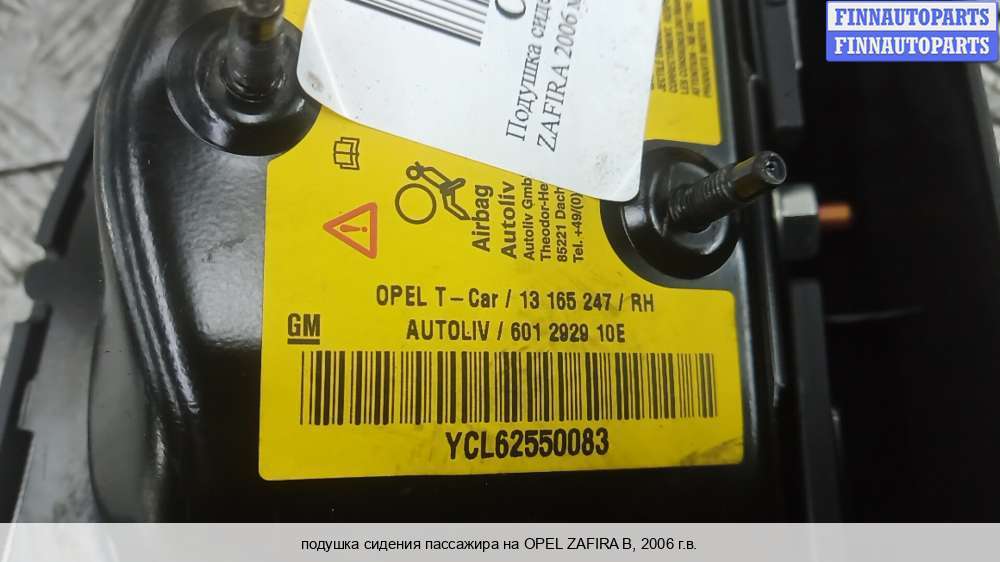 FINNAUTOPARTS
FINNAUTOPARTS
Подушка сиде
ZAFIRA 2006
Airbag
Autoliv
Autoliv Gmb
Theodor-He
85221 Dach
Tel. +49/(0)
OPEL T-Car / 13 165 247 / RH
GM
AUTOLIV / 601 2929 10E
YCL62550083
подушка сидения пассажира на OPEL ZAFIRA B, 2006 г.в.